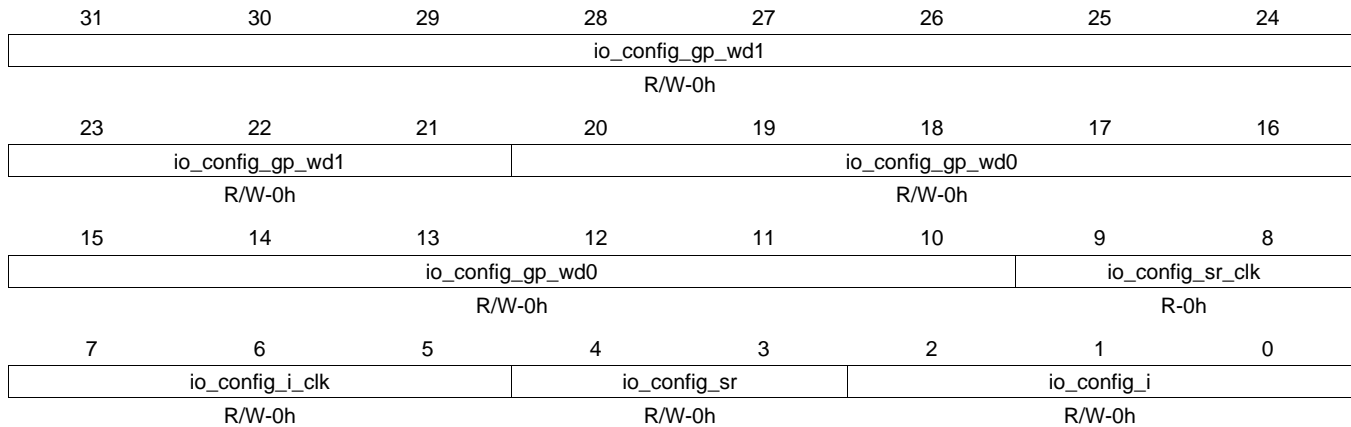 31 30 29 28 27 26 25 24
io_config_gp_wd1
R/W-0h
23 22 21 20 19 18 17 16
io_config_gp_wd1 io_config_gp_wd0
R/W-0h R/W-0h
15 14 13 12 11 10 9 8
io_config_gp_wd0 io_config_sr_clk
R/W-0h R-0h
7 6 5 4 3 2 1 0
io_config_i_clk io_config_sr io_config_i
R/W-0h R/W-0h R/W-0h